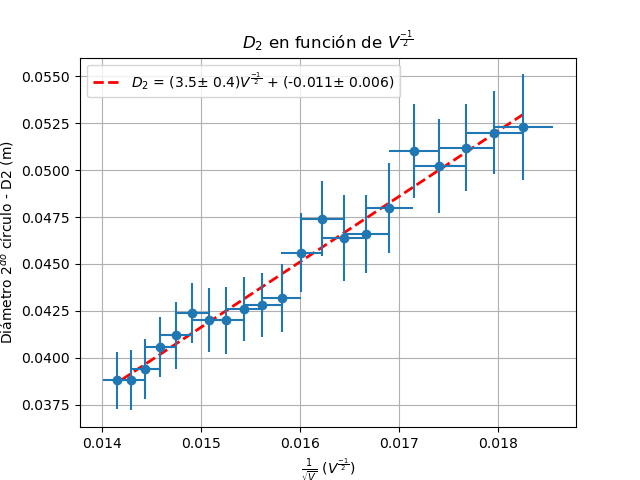 D₂ en función de V^(-1/2)
D₂ = (3.5± 0.4)V^(-1/2) + (-0.011± 0.006)
Diámetro 2^do círculo - D2 (m)
0.0550
0.0525
0.0500
0.0475
0.0450
0.0425
0.0400
0.0375
0.014 0.015 0.016 0.017 0.018
1/√V (V^(-1/2))